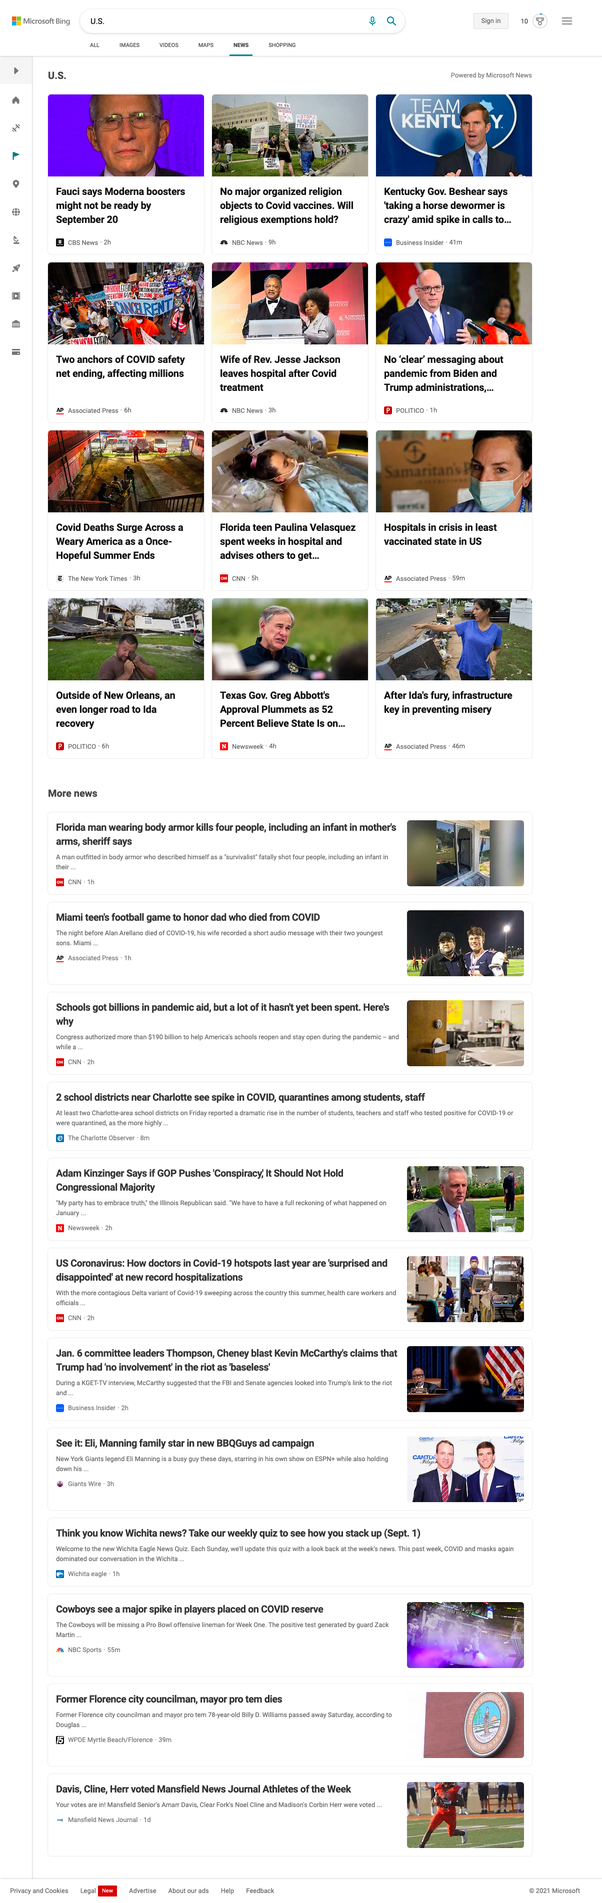 Microsoft Bing
U.S.
Sign in
10
ALL IMAGES VIDEOS MAPS NEWS SHOPPING
U.S.
Powered by Microsoft News
TEAM
KENTUCKY
Fauci says Moderna boosters
might not be ready by
September 20
CBS News · 2h
No major organized religion
objects to Covid vaccines. Will
religious exemptions hold?
NBC News · 9h
Kentucky Gov. Beshear says
'taking a horse dewormer is
crazy' amid spike in calls to...
Business Insider · 41m
CANCEL RENT
Two anchors of COVID safety
net ending, affecting millions
AP Associated Press · 6h
Wife of Rev. Jesse Jackson
leaves hospital after Covid
treatment
NBC News · 3h
No 'clear' messaging about
pandemic from Biden and
Trump administrations,...
P POLITICO · 1h
Samaritan's
Covid Deaths Surge Across a
Weary America as a Once-
Hopeful Summer Ends
The New York Times · 3h
Florida teen Paulina Velasquez
spent weeks in hospital and
advises others to get...
CNN CNN · 5h
Hospitals in crisis in least
vaccinated state in US
AP Associated Press · 59m
Outside of New Orleans, an
even longer road to Ida
recovery
P POLITICO · 6h
Texas Gov. Greg Abbott's
Approval Plummets as 52
Percent Believe State Is on...
N Newsweek · 4h
After Ida's fury, infrastructure
key in preventing misery
AP Associated Press · 46m
More news
Florida man wearing body armor kills four people, including an infant in mother's
arms, sheriff says
A man outfitted in body armor who described himself as a "survivalist" fatally shot four people, including an infant in
their ...
CNN CNN · 1h
Miami teen's football game to honor dad who died from COVID
The night before Alan Arellano died of COVID-19, his wife recorded a short audio message with their two youngest
sons. Miami ...
AP Associated Press · 1h
Schools got billions in pandemic aid, but a lot of it hasn't yet been spent. Here's
why
Congress authorized more than $190 billion to help America's schools reopen and stay open during the pandemic -- and
while a ...
CNN CNN · 2h
2 school districts near Charlotte see spike in COVID, quarantines among students, staff
At least two Charlotte-area school districts on Friday reported a dramatic rise in the number of students, teachers and staff who tested positive for COVID-19 or
were quarantined, as the more highly ...
The Charlotte Observer · 8m
Adam Kinzinger Says if GOP Pushes 'Conspiracy,' It Should Not Hold
Congressional Majority
"My party has to embrace truth," the Illinois Republican said. "We have to have a full reckoning of what happened on
January ...
N Newsweek · 2h
US Coronavirus: How doctors in Covid-19 hotspots last year are 'surprised and
disappointed' at new record hospitalizations
With the more contagious Delta variant of Covid-19 sweeping across the country this summer, health care workers and
officials ...
CNN CNN · 2h
Jan. 6 committee leaders Thompson, Cheney blast Kevin McCarthy's claims that
Trump had 'no involvement' in the riot as 'baseless'
During a KGET-TV interview, McCarthy suggested that the FBI and Senate agencies looked into Trump's link to the riot
and ...
Business Insider · 2h
See it: Eli, Manning family star in new BBQGuys ad campaign
New York Giants legend Eli Manning is a busy guy these days, starring in his own show on ESPN+ while also holding
down his ...
Giants Wire · 3h
Think you know Wichita news? Take our weekly quiz to see how you stack up (Sept. 1)
Welcome to the new Wichita Eagle News Quiz. Each Sunday, we'll update this quiz with a look back at the week's news. This past week, COVID and masks again
dominated our conversation in the Wichita ...
Wichita eagle · 1h
Cowboys see a major spike in players placed on COVID reserve
The Cowboys will be missing a Pro Bowl offensive lineman for Week One. The positive test generated by guard Zack
Martin ...
NBC Sports · 55m
Former Florence city councilman, mayor pro tem dies
Former Florence city councilman and mayor pro tem 78-year-old Billy D. Williams passed away Saturday, according to
Douglas ...
WPDE Myrtle Beach/Florence · 39m
Davis, Cline, Herr voted Mansfield News Journal Athletes of the Week
Your votes are in! Mansfield Senior's Amarr Davis, Clear Fork's Noel Cline and Madison's Corbin Herr were voted ...
Mansfield News Journal · 1d
Privacy and Cookies Legal New Advertise About our ads Help Feedback
© 2021 Microsoft